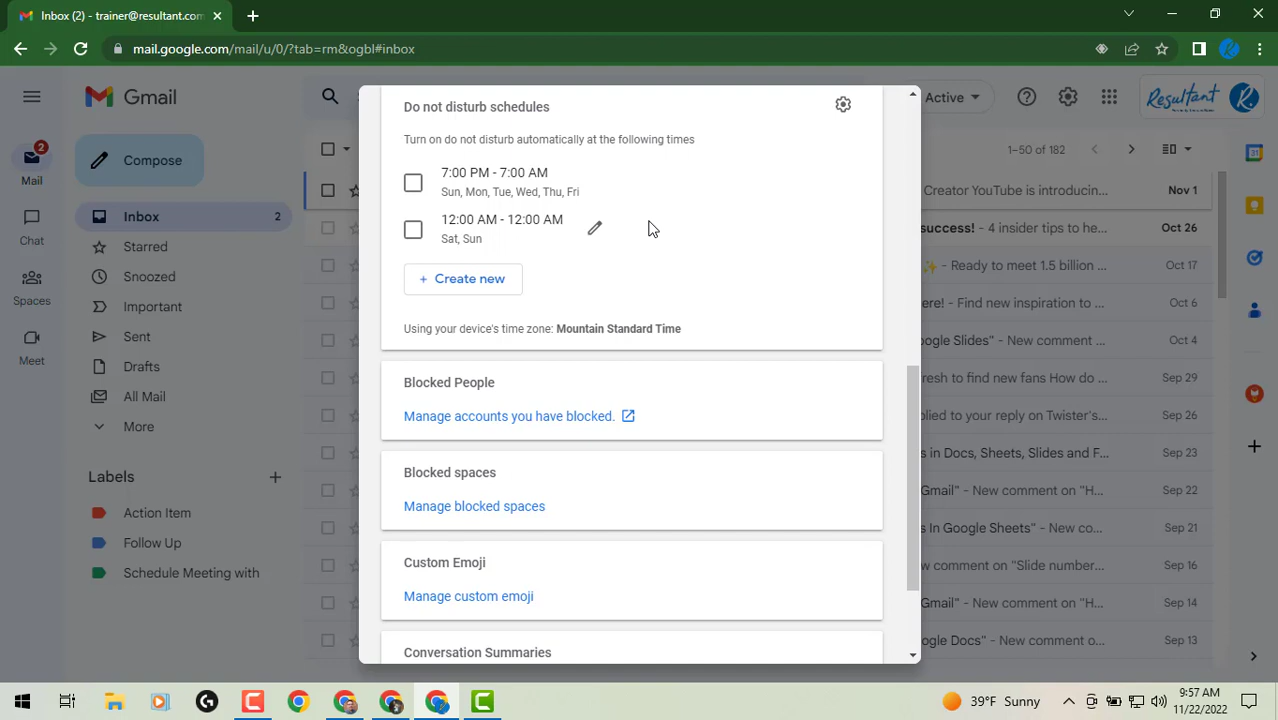 Inbox (2) - trainer@resultant.com
mail.google.com/mail/u/0/?tab=rm&ogbl#inbox
Gmail
Active
Resultant
R
Compose
2
Mail
Chat
Spaces
Meet
Inbox 2
Starred
Snoozed
Important
Sent
Drafts
All Mail
More
Labels
Action Item
Follow Up
Schedule Meeting with
Do not disturb schedules
Turn on do not disturb automatically at the following times
7:00 PM - 7:00 AM
Sun, Mon, Tue, Wed, Thu, Fri
12:00 AM - 12:00 AM
Sat, Sun
+ Create new
Using your device's time zone: Mountain Standard Time
Blocked People
Manage accounts you have blocked.
Blocked spaces
Manage blocked spaces
Custom Emoji
Manage custom emoji
Conversation Summaries
1–50 of 182
Creator YouTube is introducin... Nov 1
success! - 4 insider tips to he... Oct 26
- Ready to meet 1.5 billion ... Oct 17
ere! - Find new inspiration to ... Oct 6
oogle Slides" - New comment ... Oct 4
resh to find new fans How do ... Sep 29
plied to your reply on Twister's... Sep 26
s in Docs, Sheets, Slides and F... Sep 23
Gmail" - New comment on "H... Sep 22
s In Google Sheets" - New co... Sep 21
ne comment on "Slide number... Sep 16
Gmail" - New comment on "H... Sep 14
ogle Docs" - New comment o... Sep 13
39°F Sunny
9:57 AM
11/22/2022